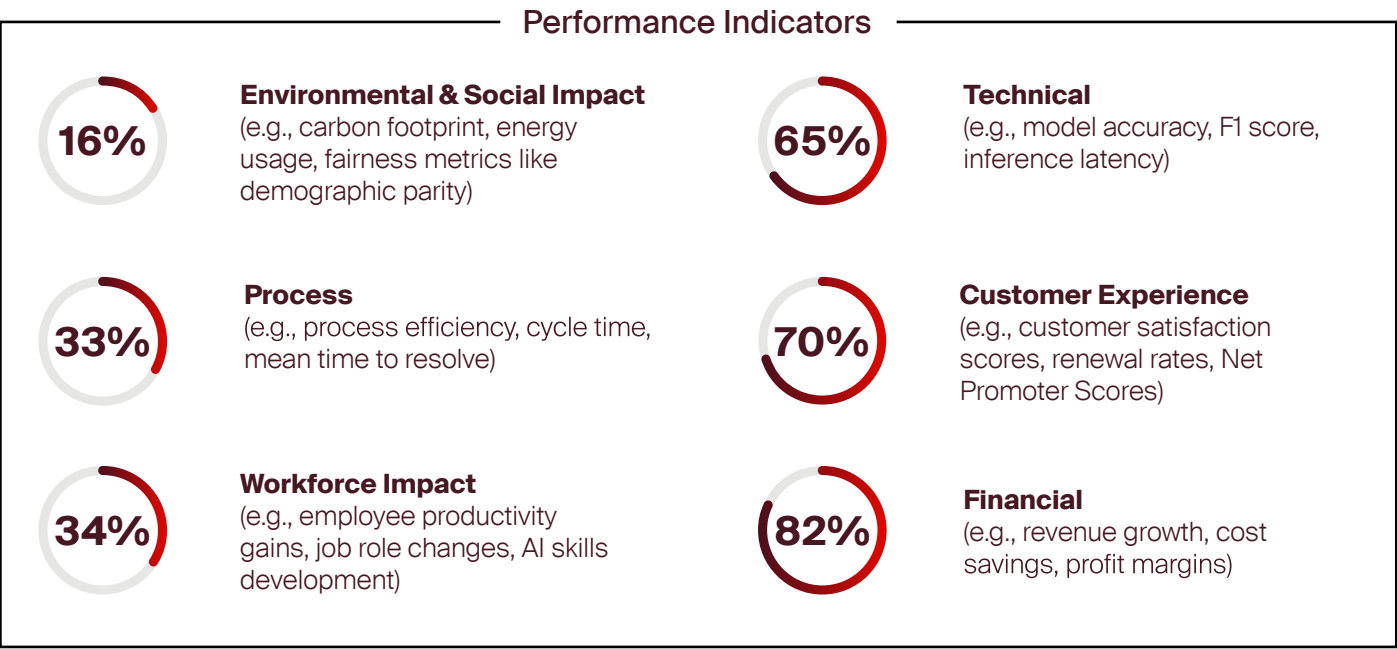 Performance Indicators
16%
Environmental & Social Impact
(e.g., carbon footprint, energy
usage, fairness metrics like
demographic parity)
65%
Technical
(e.g., model accuracy, F1 score,
inference latency)
33%
Process
(e.g., process efficiency, cycle time,
mean time to resolve)
70%
Customer Experience
(e.g., customer satisfaction
scores, renewal rates, Net
Promoter Scores)
34%
Workforce Impact
(e.g., employee productivity
gains, job role changes, AI skills
development)
82%
Financial
(e.g., revenue growth, cost
savings, profit margins)